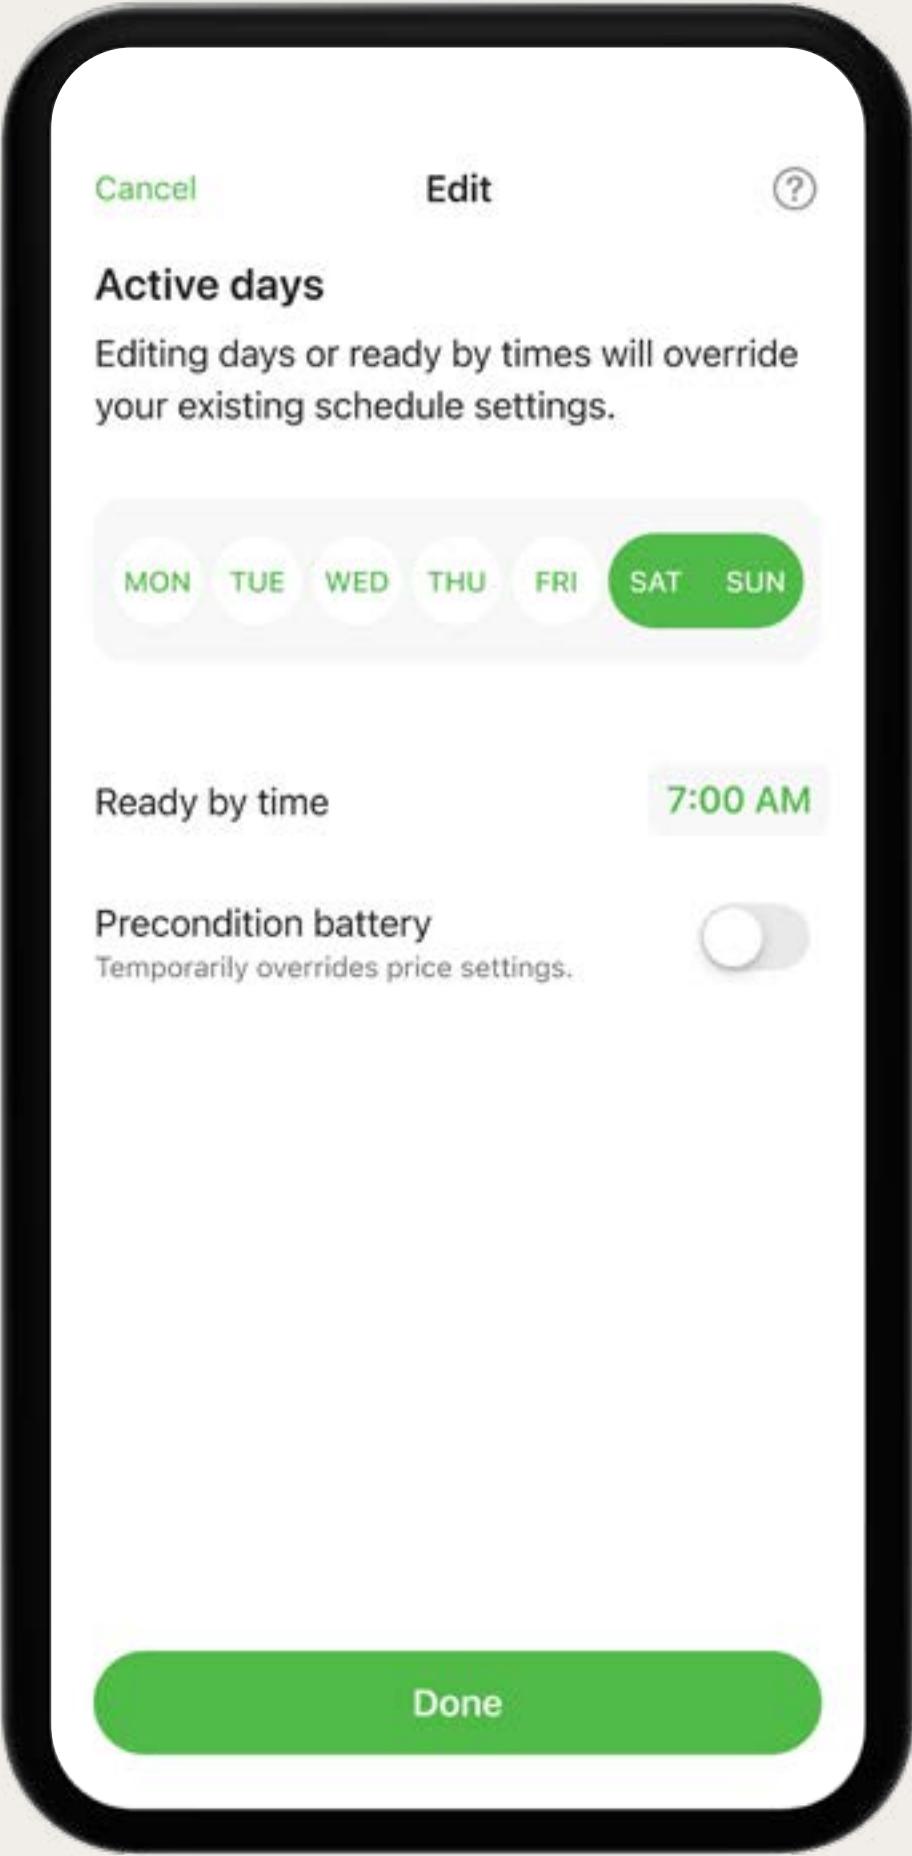 Cancel Edit ?
Active days
Editing days or ready by times will override
your existing schedule settings.
MON TUE WED THU FRI SAT SUN
Ready by time 7:00 AM
Precondition battery
Temporarily overrides price settings.
Done